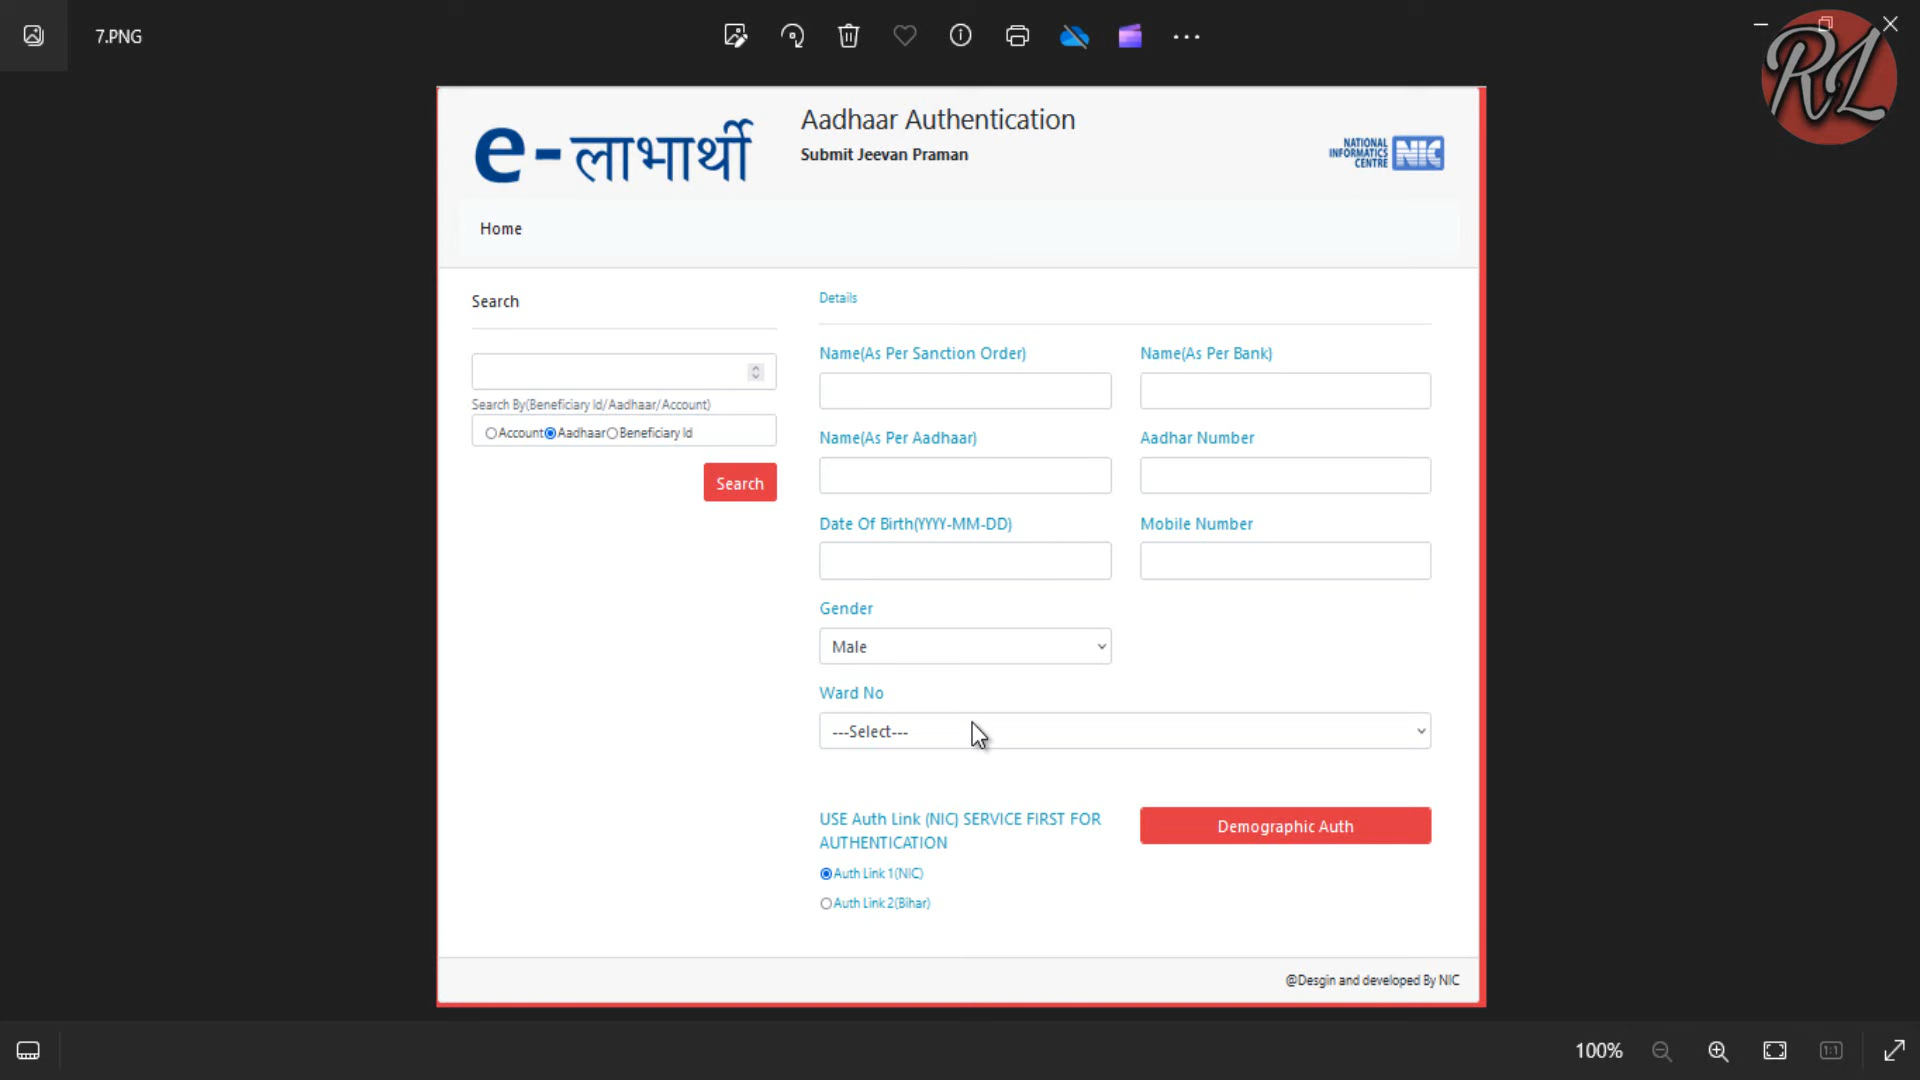 7.PNG
RL
e-लाभार्थी
Aadhaar Authentication
Submit Jeevan Praman
NATIONAL
INFORMATICS
CENTRE
NIC
Home
Search
Search By(Beneficiary Id/Aadhaar/Account)
Account Aadhaar Beneficiary Id
Search
Details
Name(As Per Sanction Order)
Name(As Per Bank)
Name(As Per Aadhaar)
Aadhar Number
Date Of Birth(YYYY-MM-DD)
Mobile Number
Gender
Male
Ward No
---Select---
USE Auth Link (NIC) SERVICE FIRST FOR
AUTHENTICATION
Demographic Auth
Auth Link 1(NIC)
Auth Link 2(Bihar)
@Desgin and developed By NIC
100%
1:1